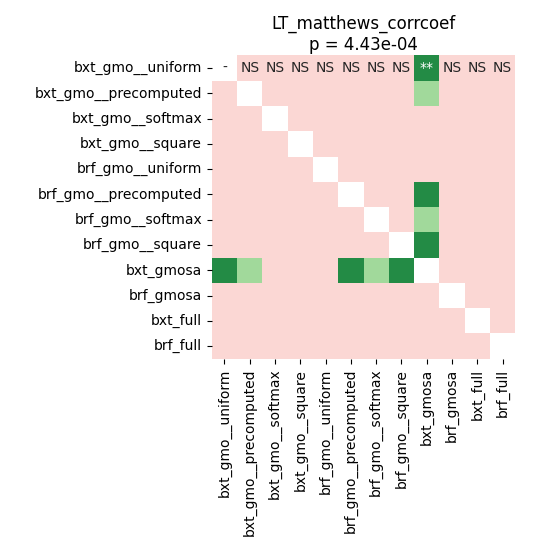 LT_matthews_corrcoef
p = 4.43e-04
bxt_gmo__uniform - NS NS NS NS NS NS NS ** NS NS NS
bxt_gmo__precomputed
bxt_gmo__softmax
bxt_gmo__square
brf_gmo__uniform
brf_gmo__precomputed
brf_gmo__softmax
brf_gmo__square
bxt_gmosa
brf_gmosa
bxt_full
brf_full
bxt_gmo__uniform
bxt_gmo__precomputed
bxt_gmo__softmax
bxt_gmo__square
brf_gmo__uniform
brf_gmo__precomputed
brf_gmo__softmax
brf_gmo__square
bxt_gmosa
brf_gmosa
bxt_full
brf_full